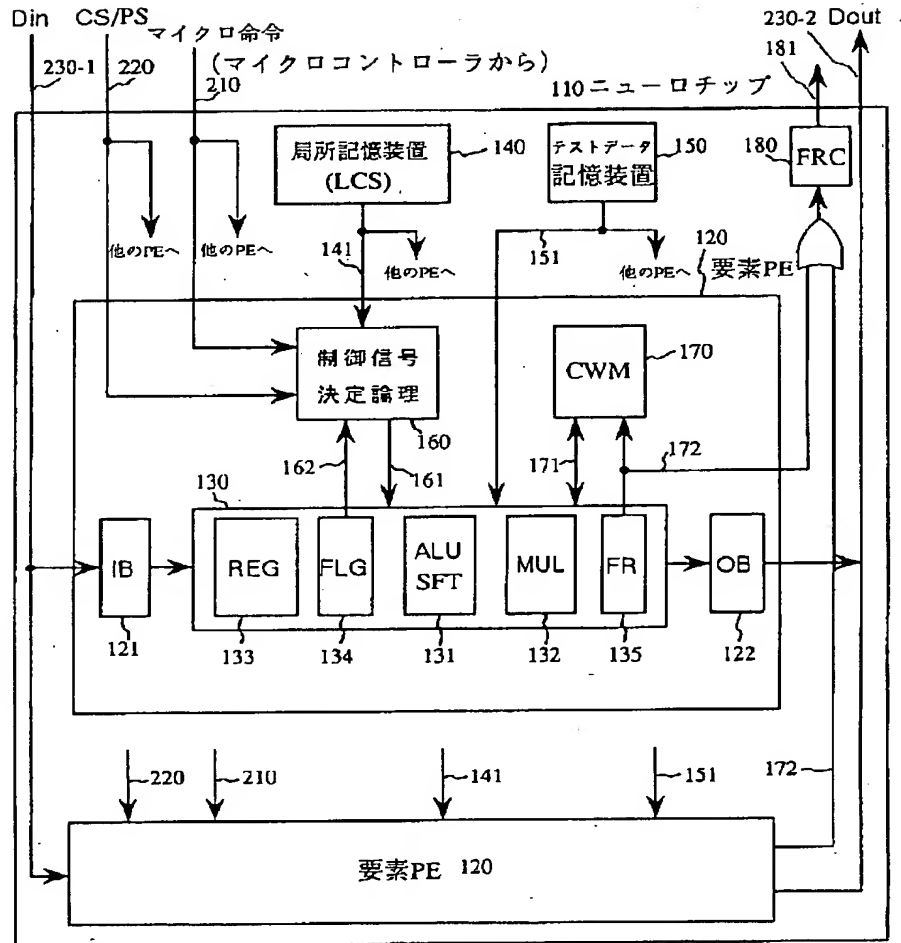 Din CS/PS
マイクロ命令
(マイクロコントローラから)
230-2 Dout
230-1
220
210
181
110ニューロチップ
局所記憶装置
(LCS)
140
テストデータ
記憶装置
150
180
FRC
他のPEへ
他のPEへ
141
他のPEへ
151
他のPEへ
120
要素PE
制御信号
決定論理
160
CWM
170
162
161
171
172
130
IB
REG
FLG
ALU
SFT
MUL
FR
OB
121
133
134
131
132
135
122
220
210
141
151
172
要素PE 120